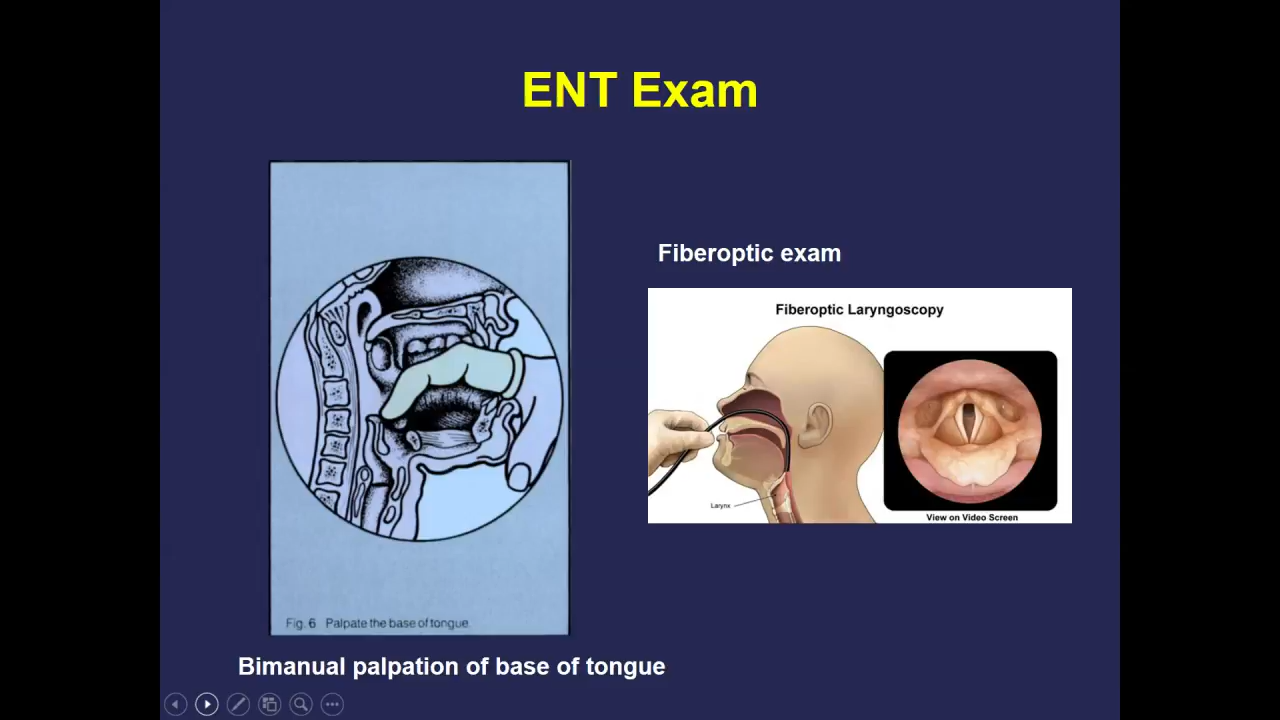 ENT Exam
Fig. 6 Palpate the base of tongue.
Bimanual palpation of base of tongue
Fiberoptic exam
Fiberoptic Laryngoscopy
Larynx
View on Video Screen